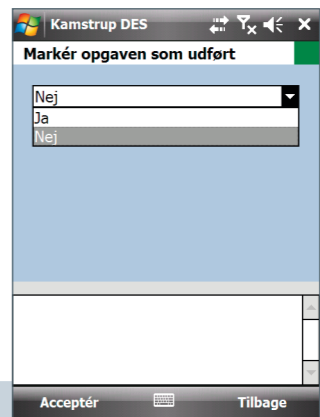 Kamstrup DES
Markér opgaven som udført
Nej
Ja
Nej
Acceptér
Tilbage